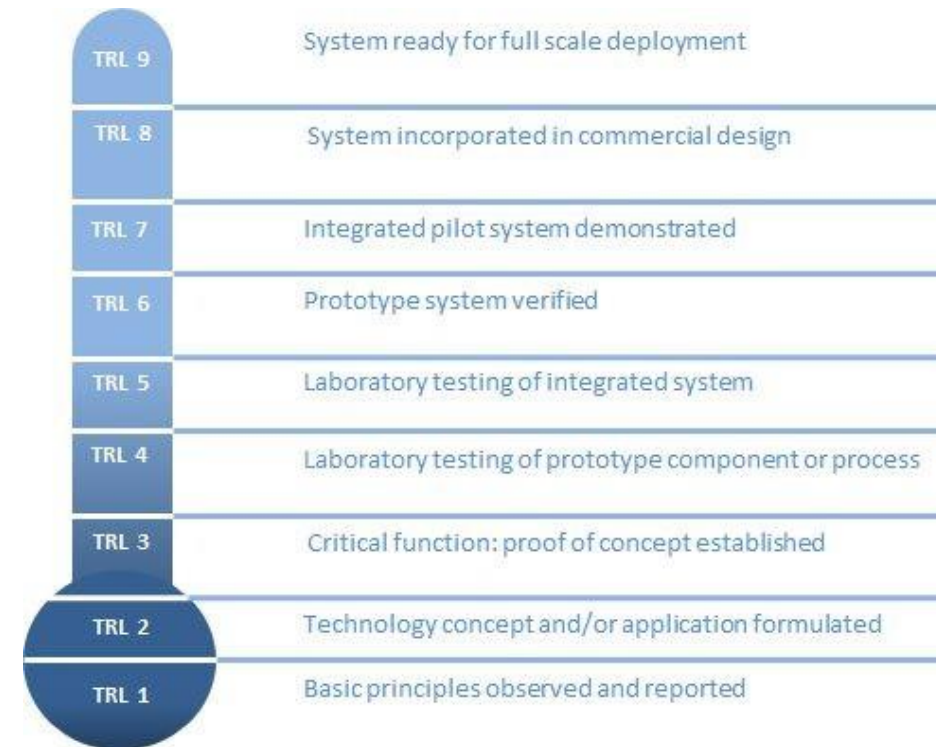 TRL 9 System ready for full scale deployment
TRL 8 System incorporated in commercial design
TRL 7 Integrated pilot system demonstrated
TRL 6 Prototype system verified
TRL 5 Laboratory testing of integrated system
TRL 4 Laboratory testing of prototype component or process
TRL 3 Critical function: proof of concept established
TRL 2 Technology concept and/or application formulated
TRL 1 Basic principles observed and reported